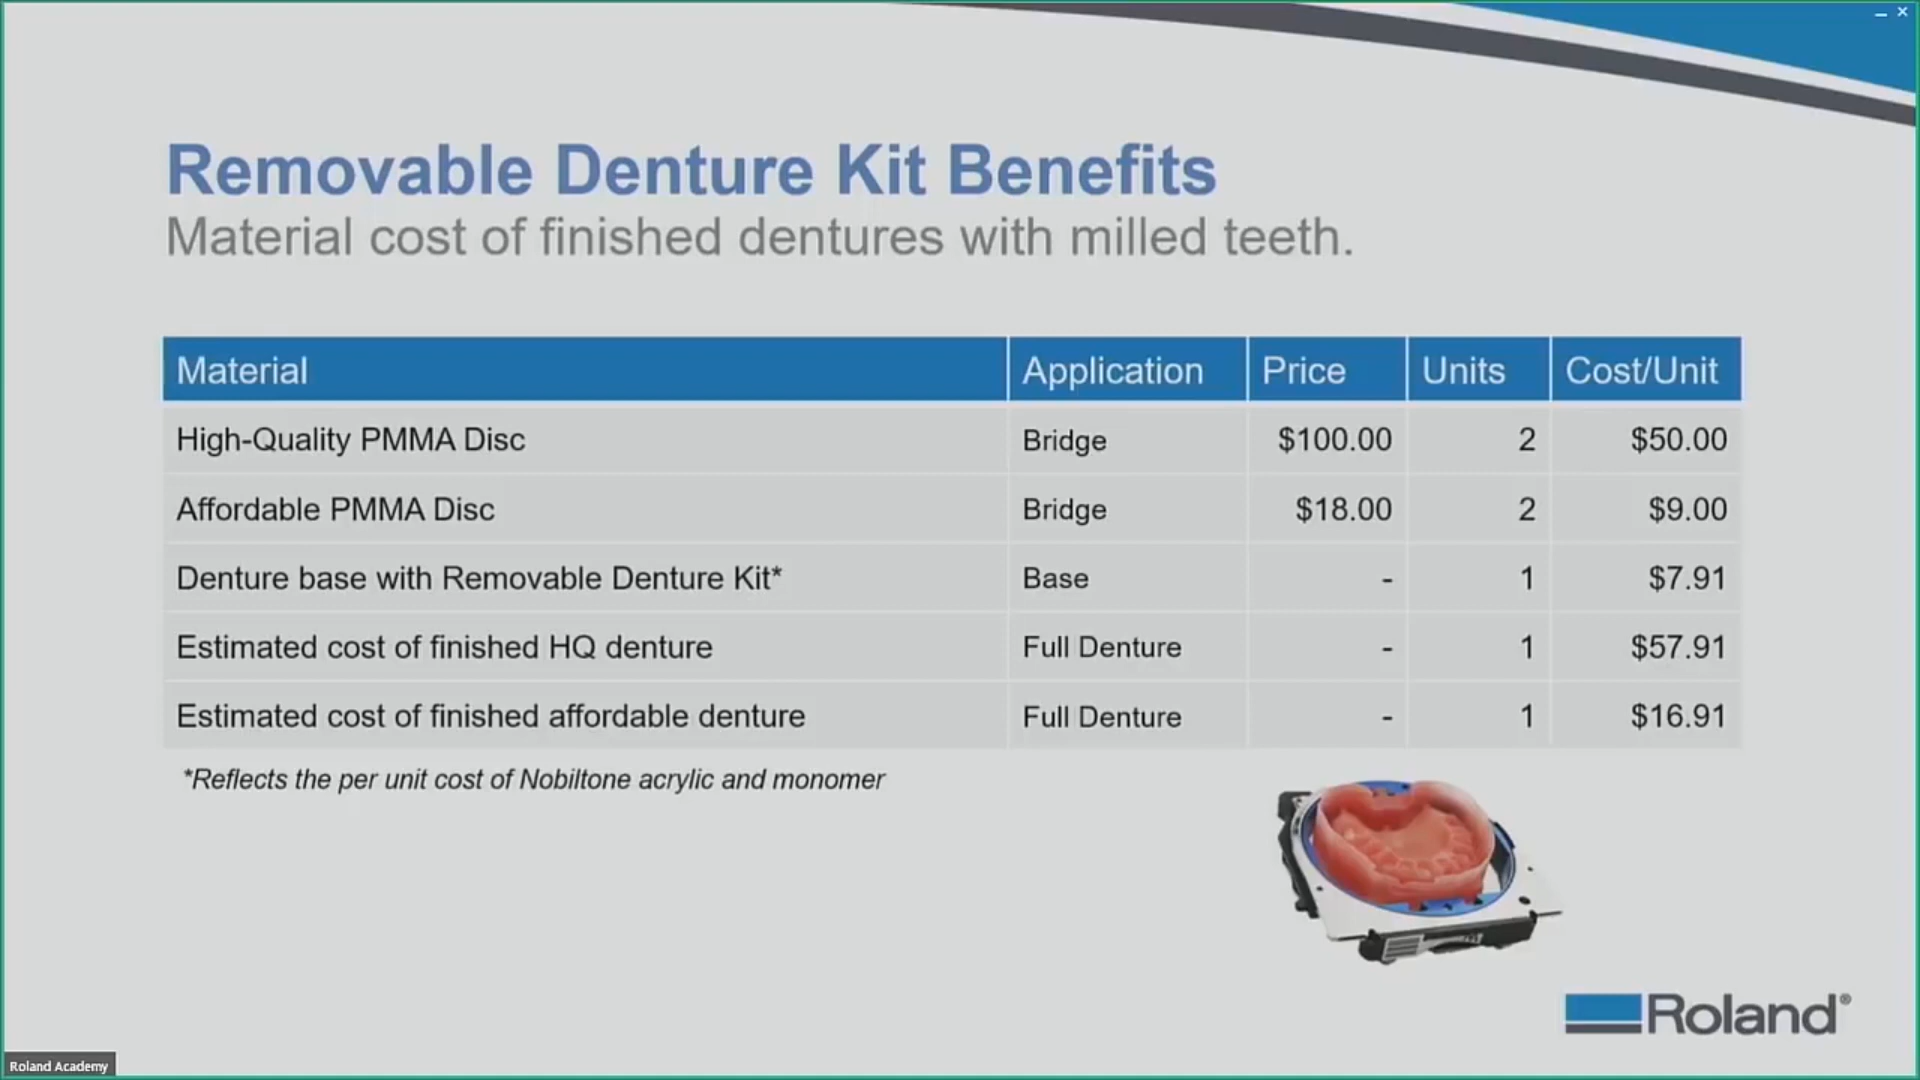 Removable Denture Kit Benefits
Material cost of finished dentures with milled teeth.
Material Application Price Units Cost/Unit
High-Quality PMMA Disc Bridge $100.00 2 $50.00
Affordable PMMA Disc Bridge $18.00 2 $9.00
Denture base with Removable Denture Kit* Base - 1 $7.91
Estimated cost of finished HQ denture Full Denture - 1 $57.91
Estimated cost of finished affordable denture Full Denture - 1 $16.91
*Reflects the per unit cost of Nobiltone acrylic and monomer
Roland®
Roland Academy